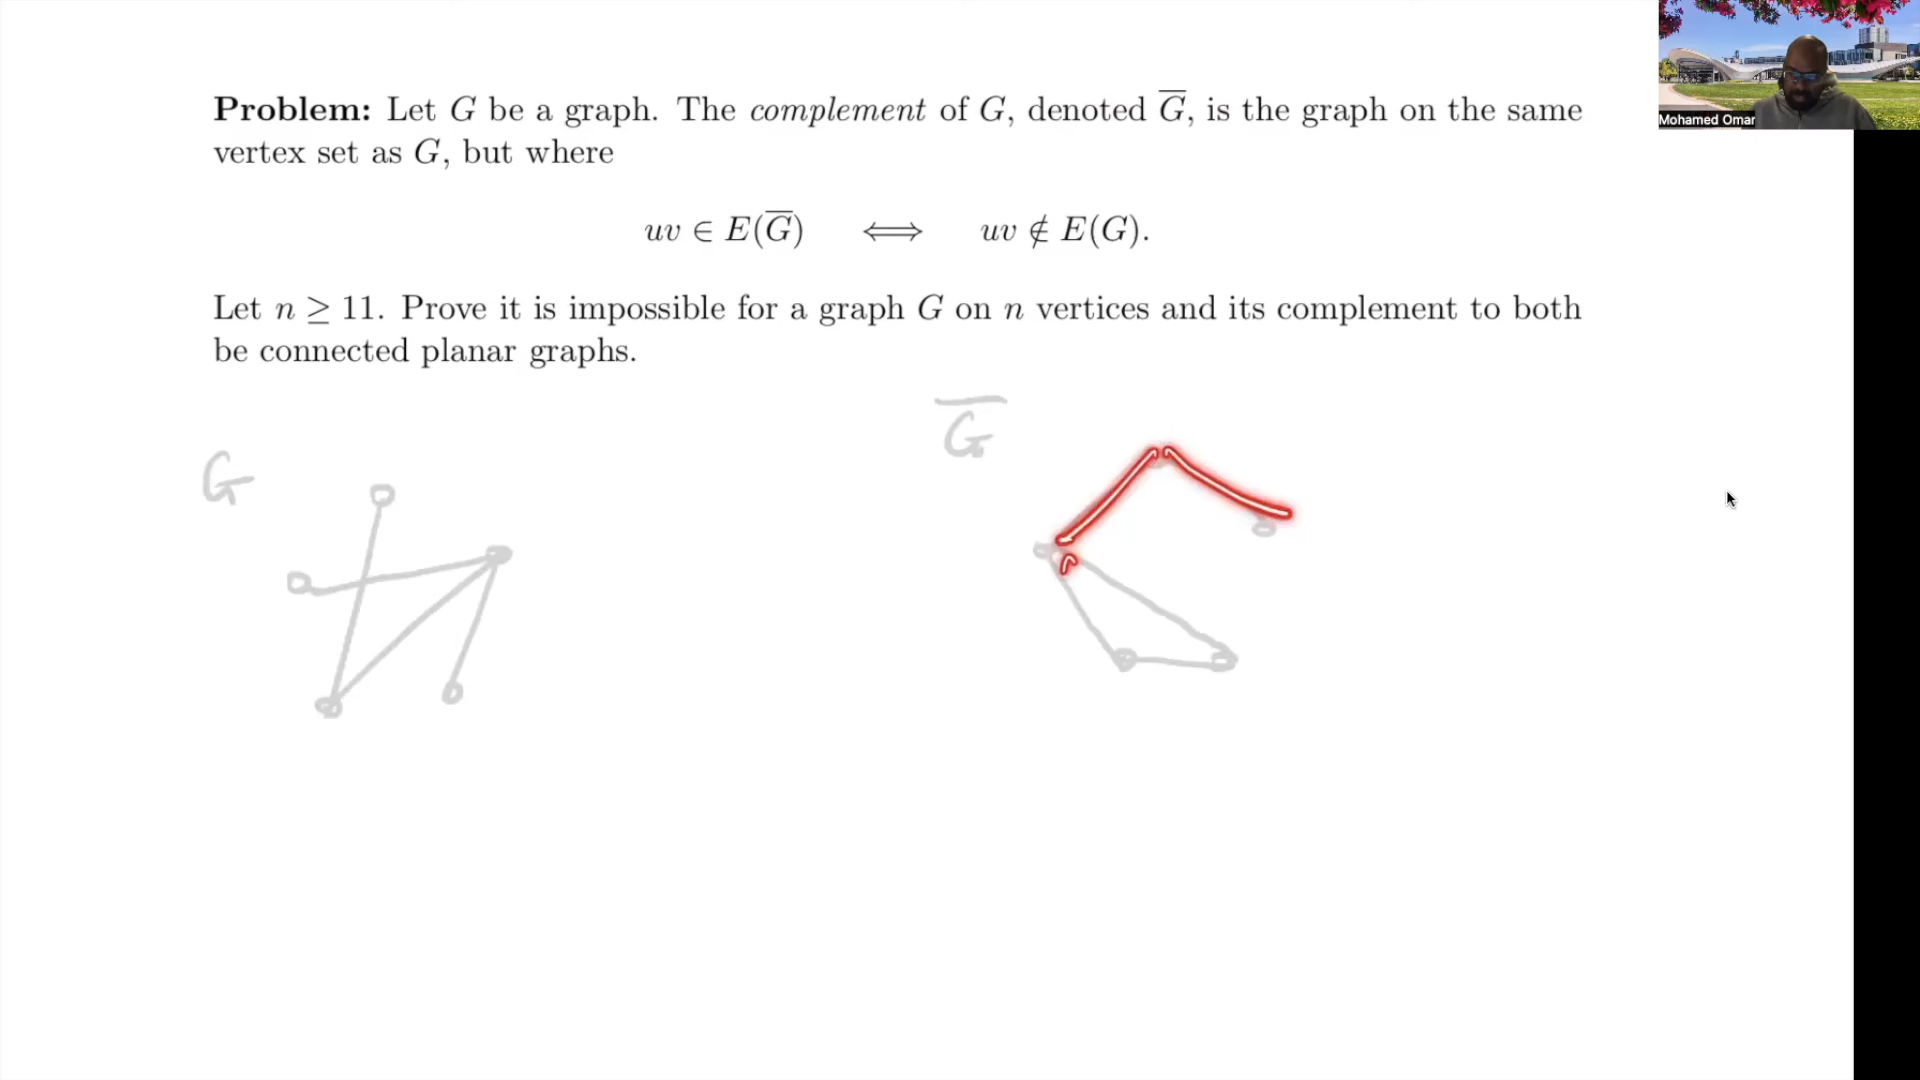 Problem: Let G be a graph. The complement of G, denoted G̅, is the graph on the same
vertex set as G, but where
uv ∈ E(G̅) ⟺ uv ∉ E(G).
Let n ≥ 11. Prove it is impossible for a graph G on n vertices and its complement to both
be connected planar graphs.
G̅
G
Mohamed Omar